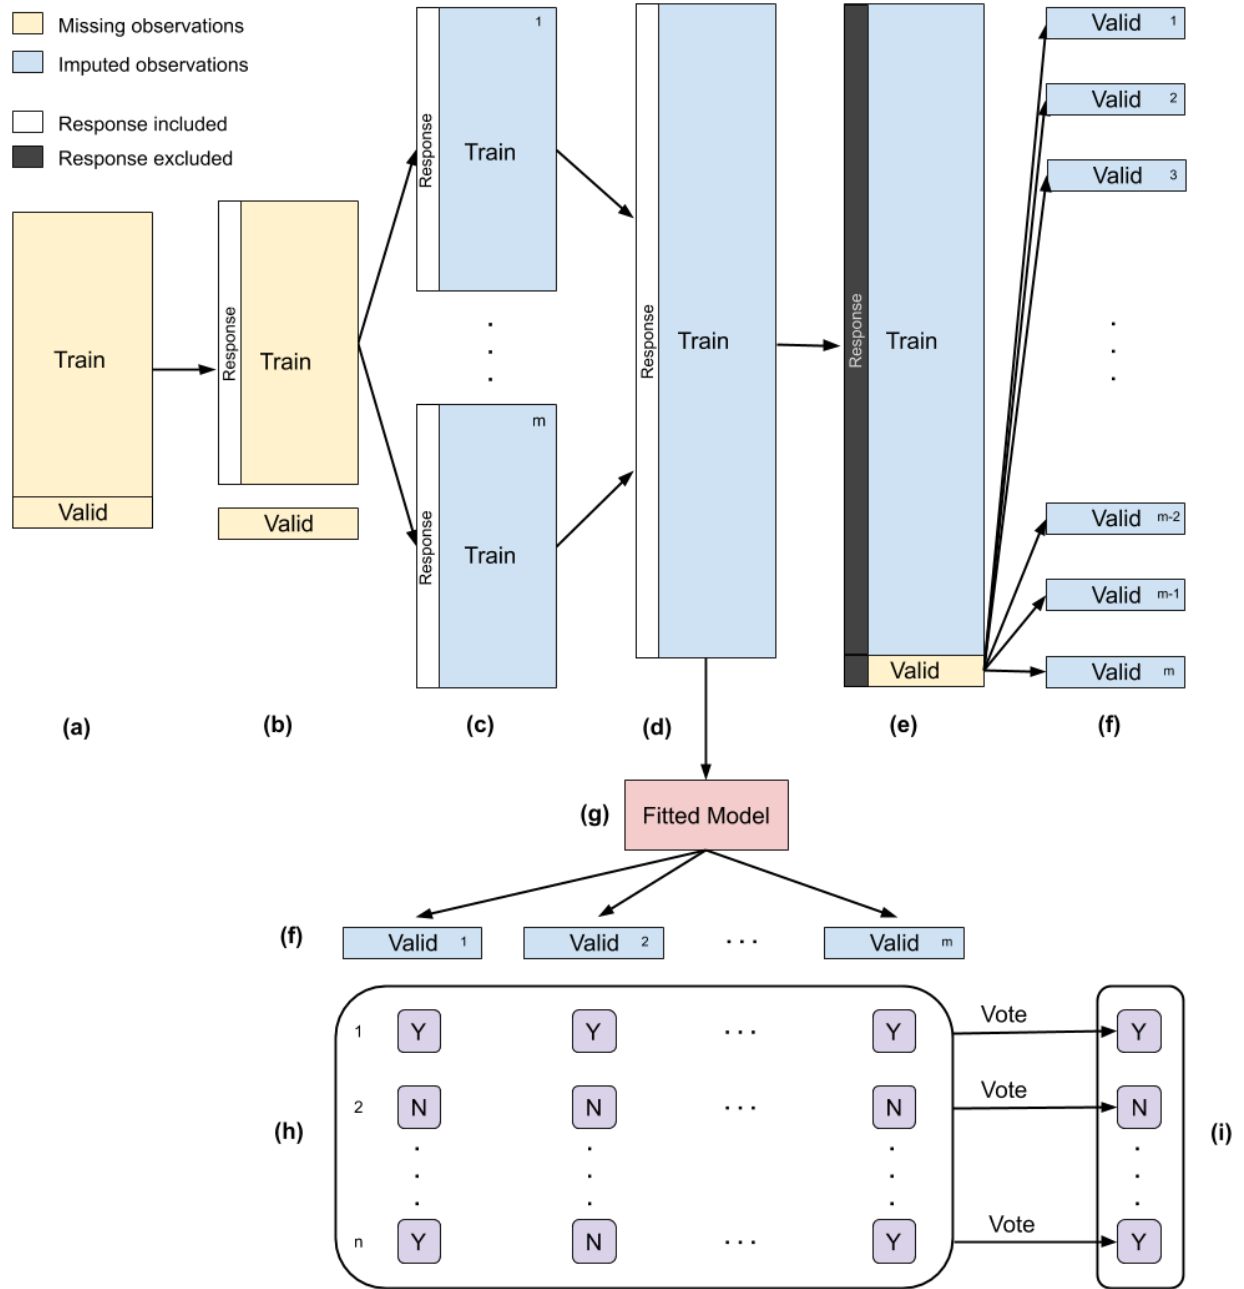 Missing observations
Imputed observations
Response included
Response excluded
Train
Valid
(a)
Response
Train
Valid
(b)
Response
Train
1
.
.
.
Response
Train
m
(c)
Response
Train
(d)
Response
Train
Valid
(e)
Valid 1
Valid 2
Valid 3
.
.
.
Valid m-2
Valid m-1
Valid m
(f)
(g)
Fitted Model
(f)
Valid 1 Valid 2 ... Valid m
1 Y Y ... Y Vote Y
2 N N ... N Vote N
. . . .
. . . .
. . . .
(h)
(i)
n Y N ... Y Vote Y